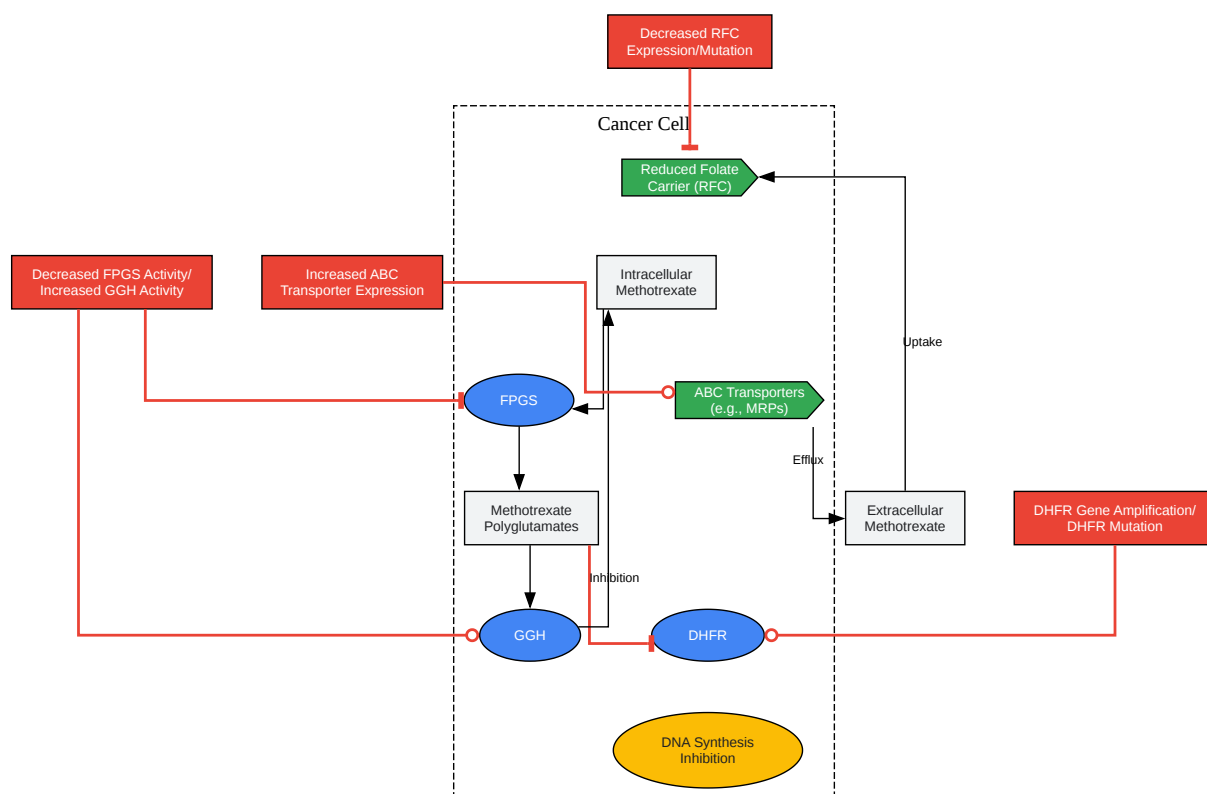 Decreased RFC
Expression/Mutation
Cancer Cell
Reduced Folate
Carrier (RFC)
Decreased FPGS Activity/
Increased GGH Activity
Increased ABC
Transporter Expression
Intracellular
Methotrexate
Uptake
FPGS
ABC Transporters
(e.g., MRPs)
Efflux
Methotrexate
Polyglutamates
Extracellular
Methotrexate
DHFR Gene Amplification/
DHFR Mutation
Inhibition
GGH
DHFR
DNA Synthesis
Inhibition